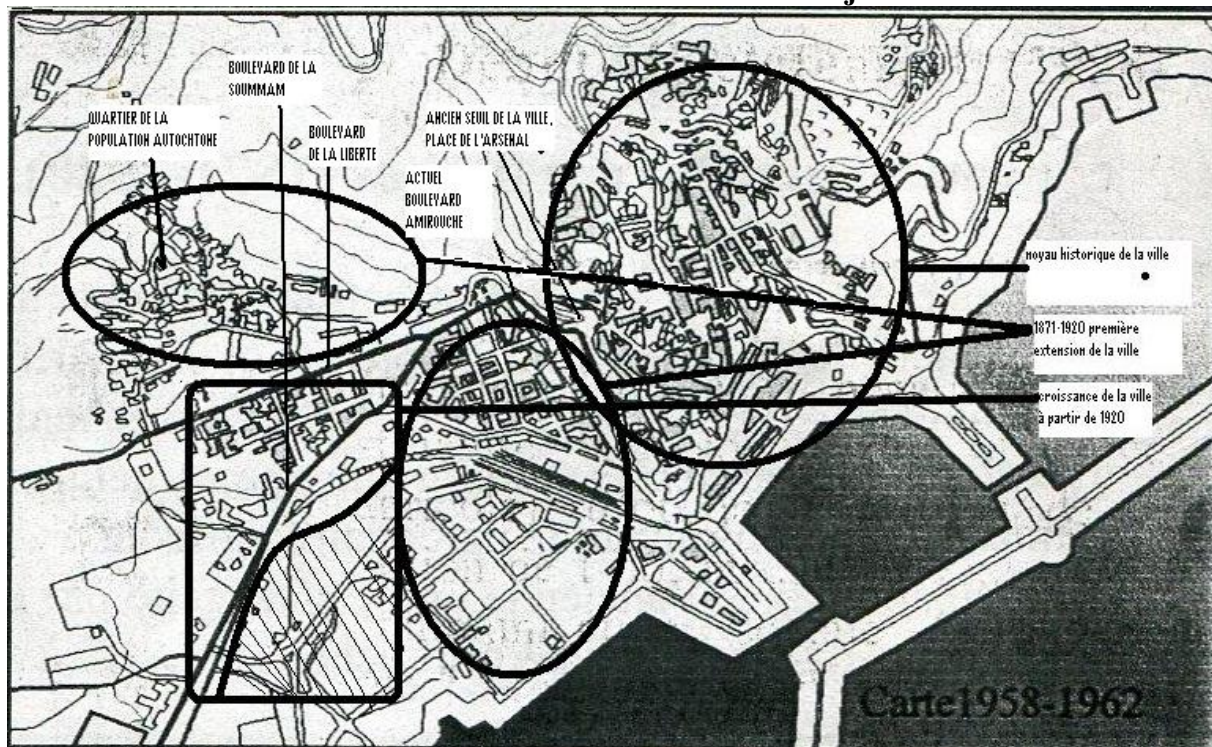 BOULEVARD DE LA
SOUMMAM
QUARTIER DE LA
POPULATION AUTOCHTONE
BOULEVARD
DE LA LIBERTE
ANCIEN SEUIL DE LA VILLE,
PLACE DE L'ARSENAL
ACTUEL
BOULEVARD
AMIROUCHE
noyau historique de la ville
1871-1920 première
extension de la ville
croissance de la ville
à partir de 1920
Carte1958-1962